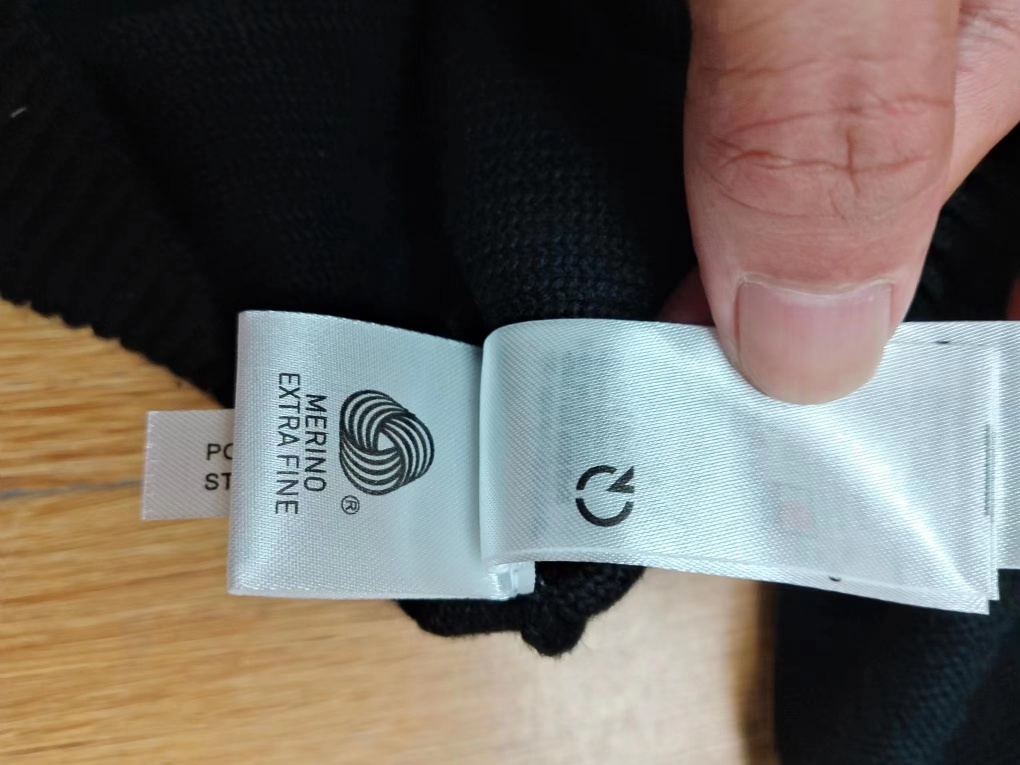 MERINO
EXTRA FINE
®